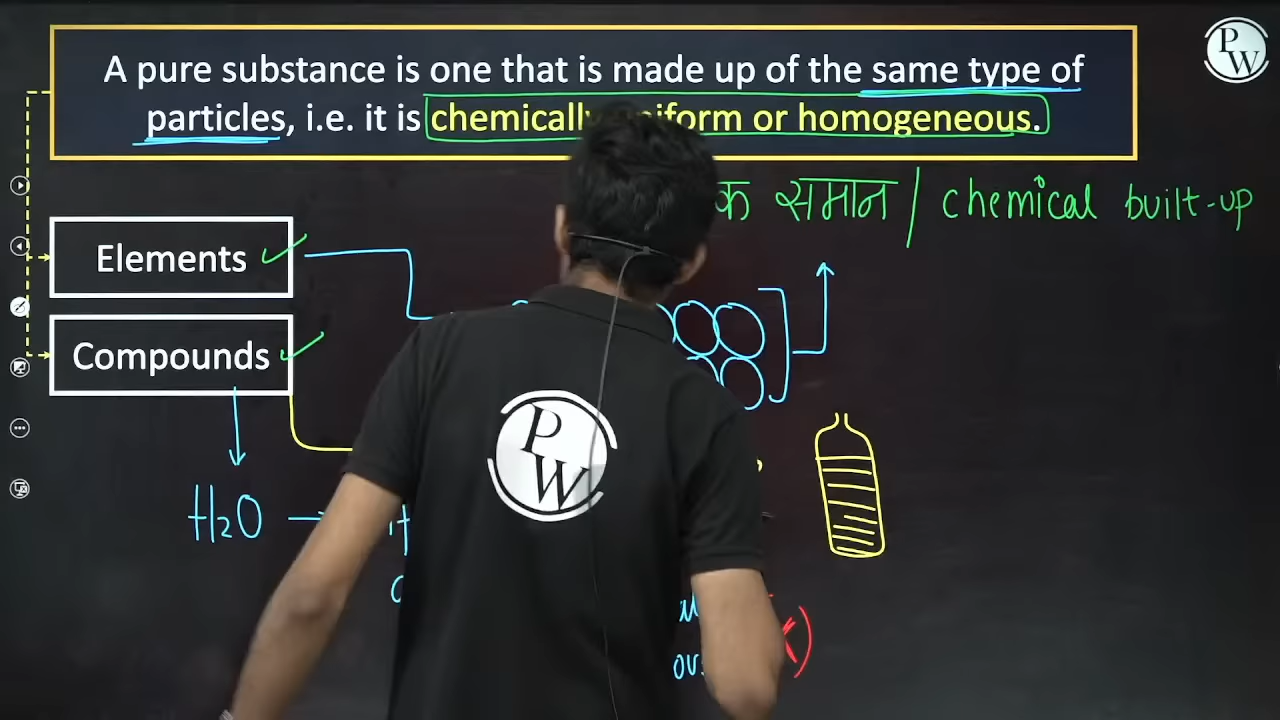 A pure substance is one that is made up of the same type of
particles, i.e. it is chemically uniform or homogeneous.
PW
समान / chemical built-up
Elements
Compounds
PW
H₂O →